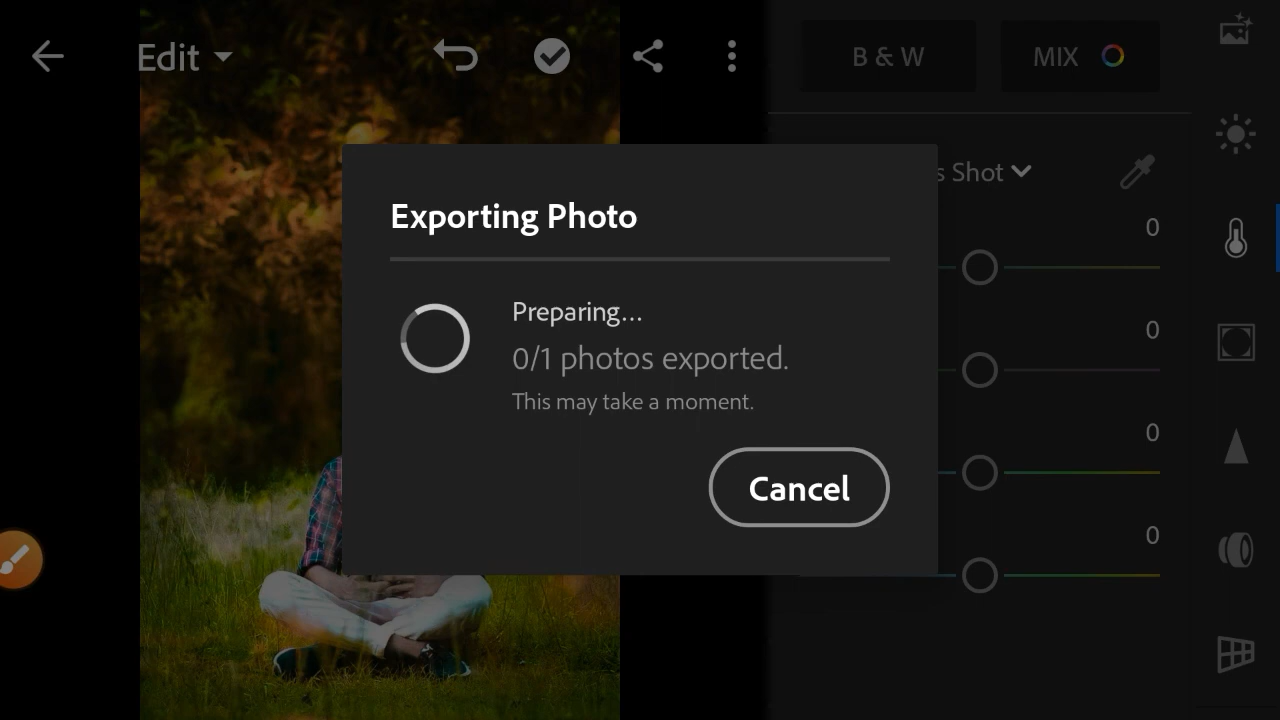 Edit
B & W
MIX
s Shot
0
0
0
0
Exporting Photo
Preparing...
0/1 photos exported.
This may take a moment.
Cancel